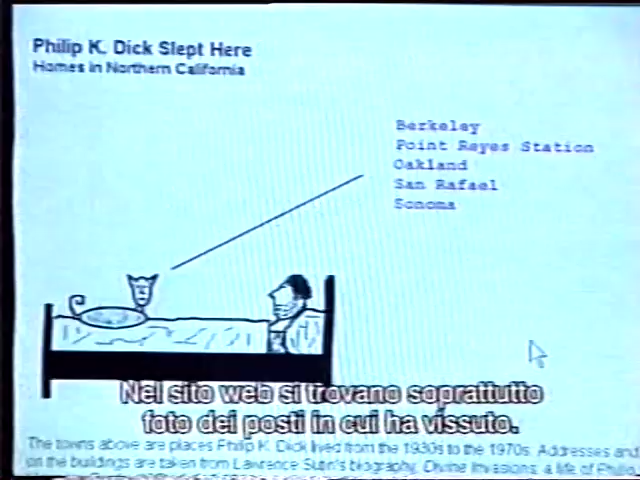 Philip K. Dick Slept Here
Homes in Northern California
Berkeley
Point Reyes Station
Oakland
San Rafael
Sonoma
Nel sito web si trovano soprattutto
foto dei posti in cui ha vissuto.
The towns above are places Philip K. Dick lived from the 1930s to the 1970s. Addresses and
on the buildings are taken from Lawrence Sutin's biography, Divine Invasions, a life of Philip